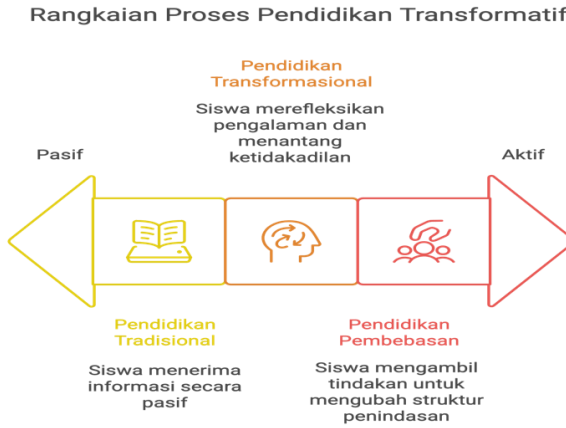 Rangkaian Proses Pendidikan Transformatif
Pendidikan
Transformasional
Siswa merefleksikan
pengalaman dan
menantang
ketidakadilan
Pasif
Aktif
Pendidikan
Tradisional
Siswa menerima
informasi secara
pasif
Pendidikan
Pembebasan
Siswa mengambil
tindakan untuk
mengubah struktur
penindasan